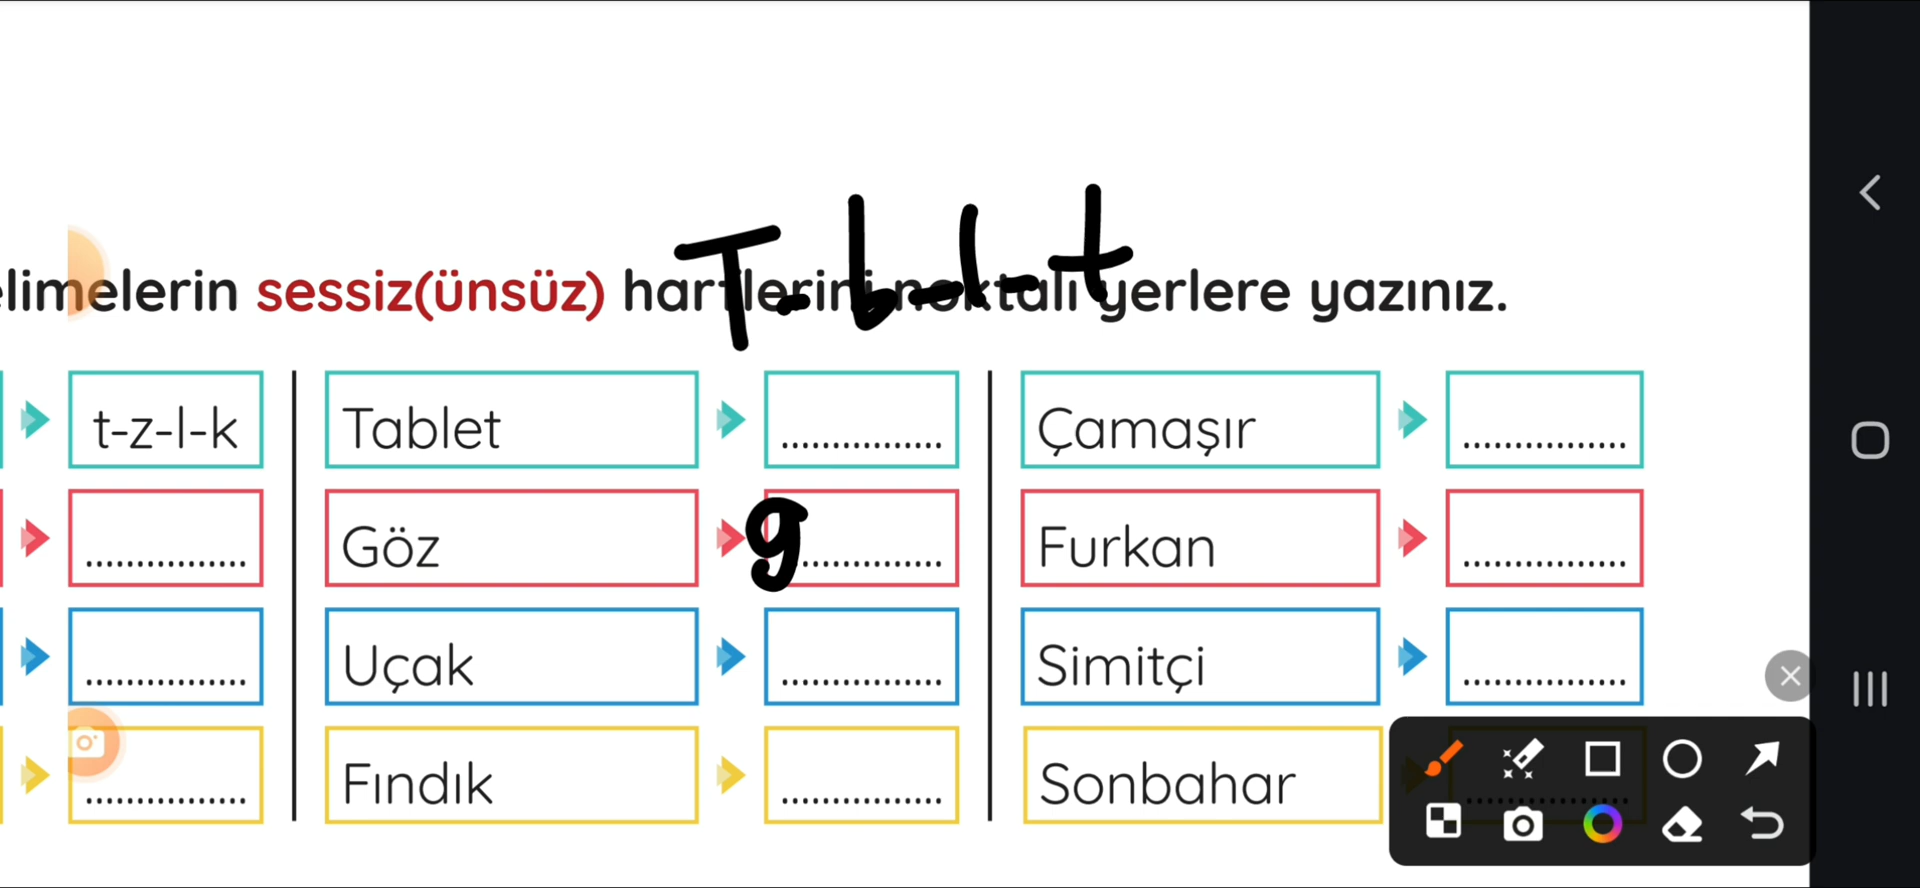 T-b-l-t
elimelerin sessiz(ünsüz) harflerini noktalı yerlere yazınız.
t-z-l-k Tablet ................ Çamaşır ................
................ Göz g ................ Furkan ................
................ Uçak ................ Simitçi ................
................ Fındık ................ Sonbahar ................